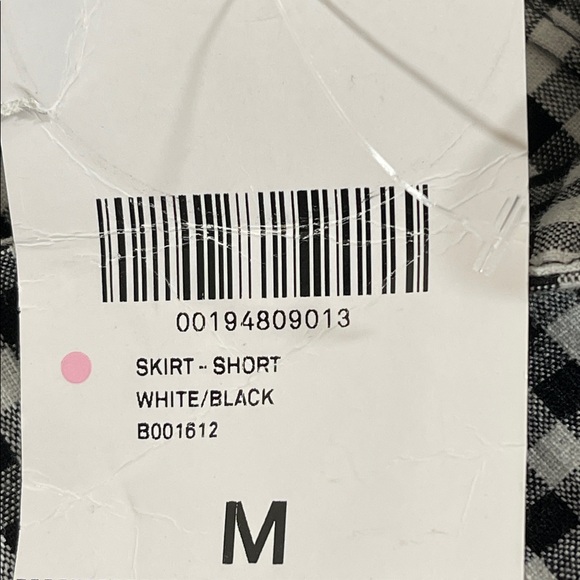 00194809013
SKIRT - SHORT
WHITE/BLACK
B001612
M